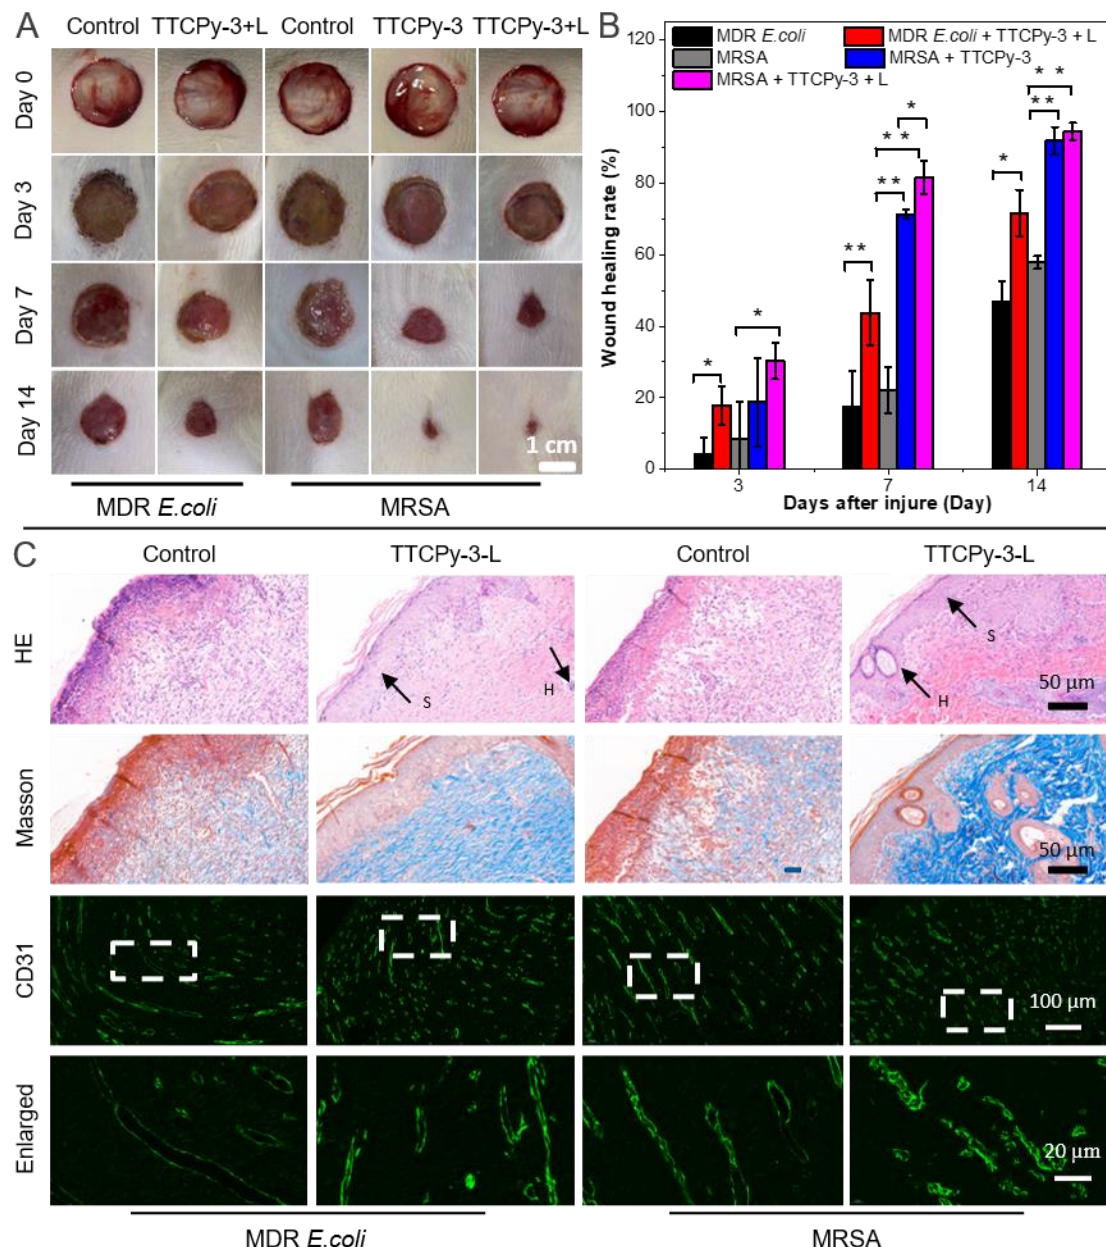 A
Control TTCPy-3+L Control TTCPy-3 TTCPy-3+L
Day 0
Day 3
Day 7
Day 14
1 cm
MDR E.coli MRSA
B
MDR E.coli MDR E.coli + TTCPy-3 + L
MRSA MRSA + TTCPy-3
MRSA + TTCPy-3 + L
Wound healing rate (%)
120
100
80
60
40
20
0
* * ** ** ** * * * * ** * *
3 7 14
Days after injure (Day)
C
Control TTCPy-3-L Control TTCPy-3-L
HE
S H S H
50 μm
Masson
50 μm
CD31
100 μm
Enlarged
20 μm
MDR E.coli MRSA